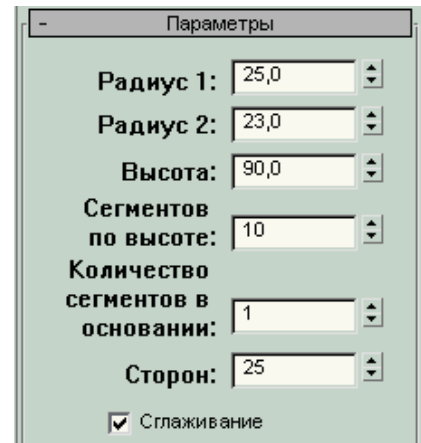 - Параметры
Радиус 1: 25,0
Радиус 2: 23,0
Высота: 90,0
Сегментов
по высоте: 10
Количество
сегментов в
основании: 1
Сторон: 25
Сглаживание